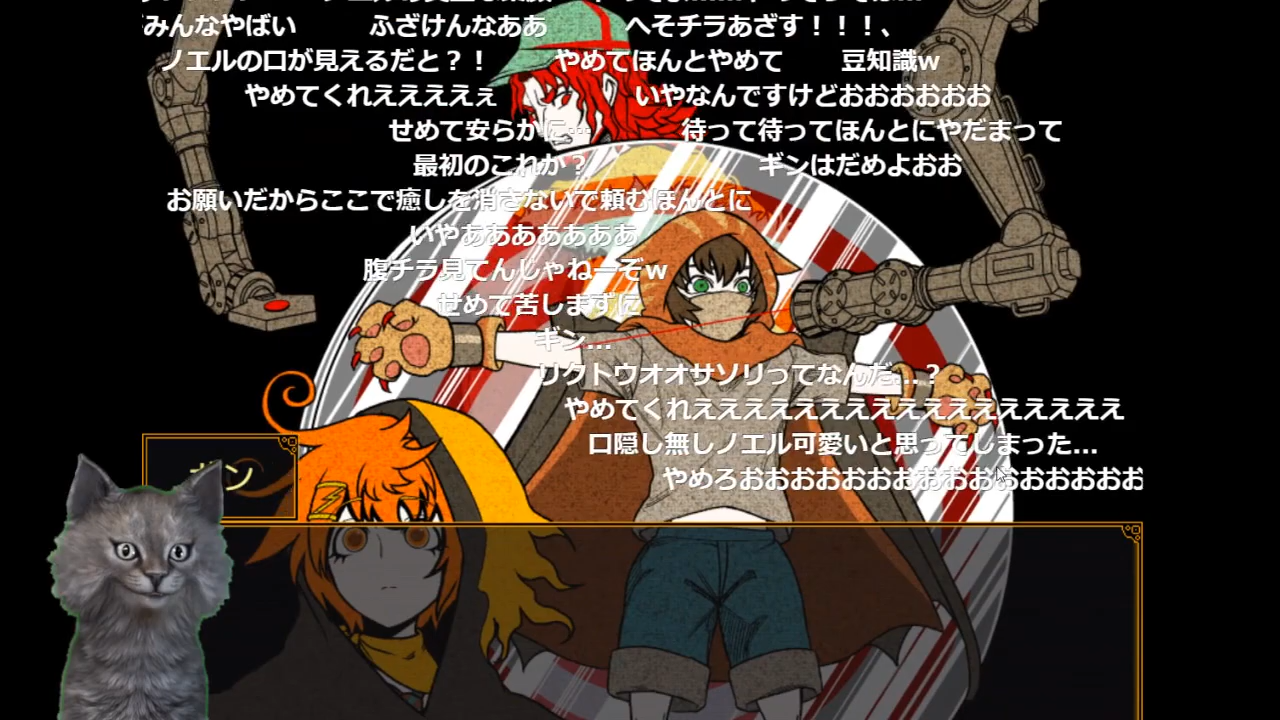 みんなやばい ふざけんなああ へそチラあざす！！！、
ノエルの口が見えるだと？！ やめてほんとやめて 豆知識w
やめてくれえええええぇ いやなんですけどおおおおおお
せめて安らかに… 待って待ってほんとにやだまって
最初のこれか？ ギンはだめよおお
お願いだからここで癒しを消さないで頼むほんとに
いやあああああああ
腹チラ見てんじゃねーぞw
せめて苦しまずに
ギン…
リクトウオオサソリってなんだ…？
やめてくれえええええええええええええええええ
口隠し無しノエル可愛いと思ってしまった…
やめろおおおおおおおおおおおおおおおお
ギン